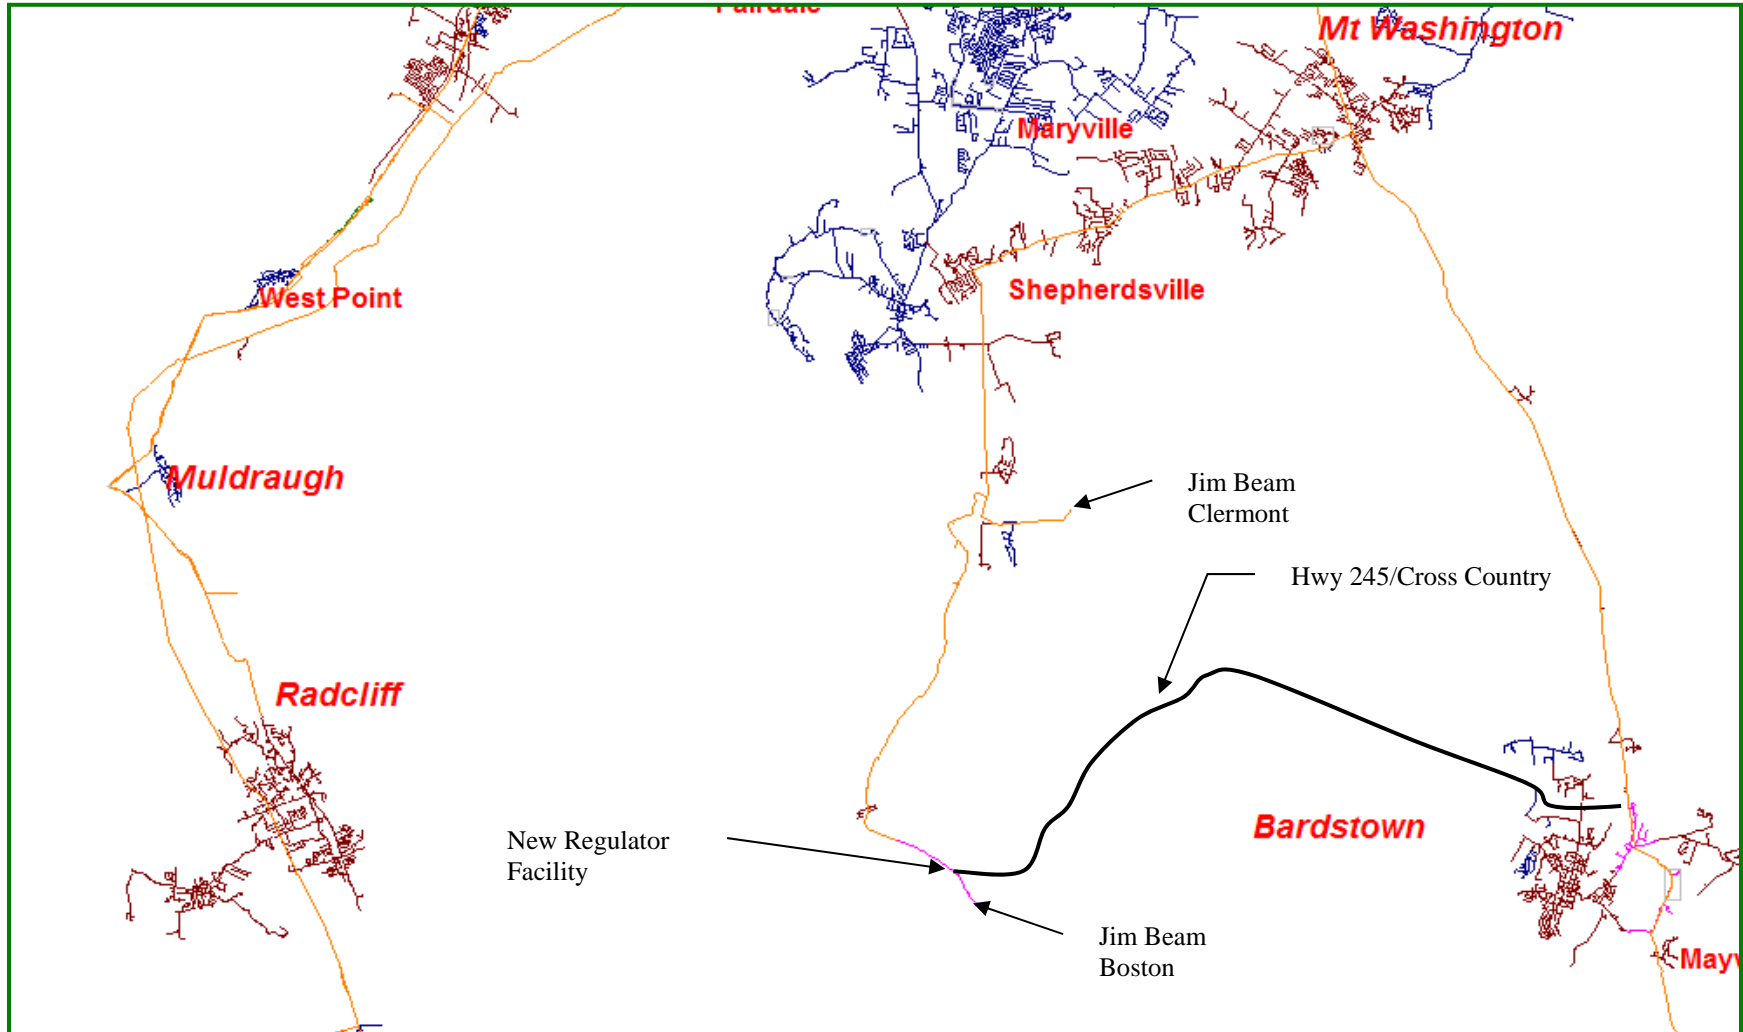 Fairdale
Mt Washington
Maryville
West Point
Shepherdsville
Muldraugh
Jim Beam
Clermont
Hwy 245/Cross Country
Radcliff
New Regulator
Facility
Bardstown
Jim Beam
Boston